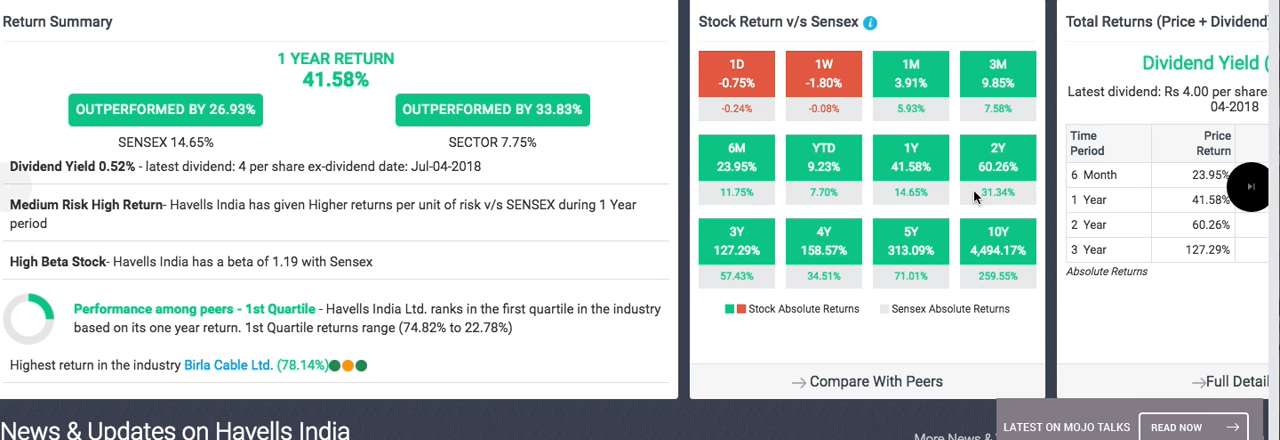 Return Summary
1 YEAR RETURN
41.58%
OUTPERFORMED BY 26.93%
OUTPERFORMED BY 33.83%
SENSEX 14.65%
SECTOR 7.75%
Dividend Yield 0.52% - latest dividend: 4 per share ex-dividend date: Jul-04-2018
Medium Risk High Return- Havells India has given Higher returns per unit of risk v/s SENSEX during 1 Year
period
High Beta Stock- Havells India has a beta of 1.19 with Sensex
Performance among peers - 1st Quartile - Havells India Ltd. ranks in the first quartile in the industry
based on its one year return. 1st Quartile returns range (74.82% to 22.78%)
Highest return in the industry Birla Cable Ltd. (78.14%)
Stock Return v/s Sensex
1D 1W 1M 3M
-0.75% -1.80% 3.91% 9.85%
-0.24% -0.08% 5.93% 7.58%
6M YTD 1Y 2Y
23.95% 9.23% 41.58% 60.26%
11.75% 7.70% 14.65% 31.34%
3Y 4Y 5Y 10Y
127.29% 158.57% 313.09% 4,494.17%
57.43% 34.51% 71.01% 259.55%
Stock Absolute Returns Sensex Absolute Returns
Compare With Peers
Total Returns (Price + Dividend)
Dividend Yield (
Latest dividend: Rs 4.00 per share
04-2018
Time Price
Period Return
6 Month 23.95%
1 Year 41.58%
2 Year 60.26%
3 Year 127.29%
Absolute Returns
Full Detail
News & Updates on Havells India
More News &
LATEST ON MOJO TALKS
READ NOW